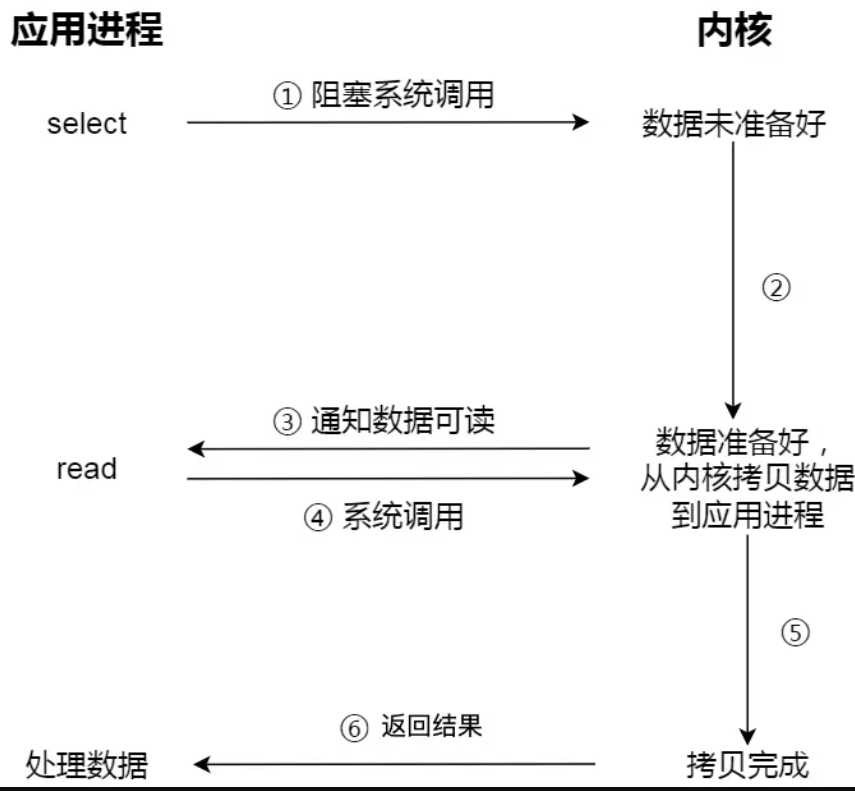 应用进程
内核
① 阻塞系统调用
select
数据未准备好
②
③ 通知数据可读
数据准备好，
read
从内核拷贝数据
④ 系统调用
到应用进程
⑤
⑥ 返回结果
处理数据
拷贝完成